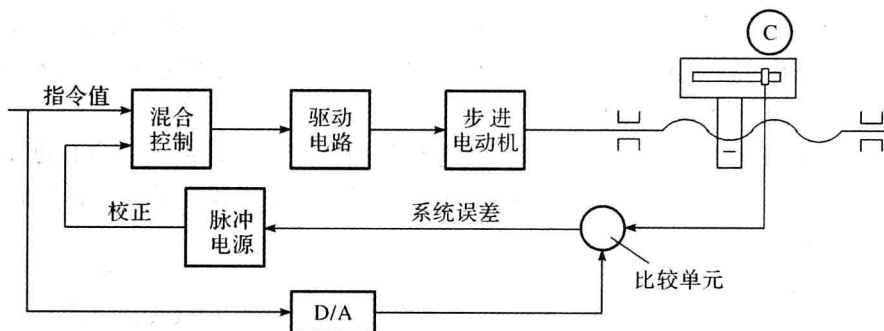 C
指令值
混合
控制
驱动
电路
步进
电动机
校正
脉冲
电源
系统误差
比较单元
D/A